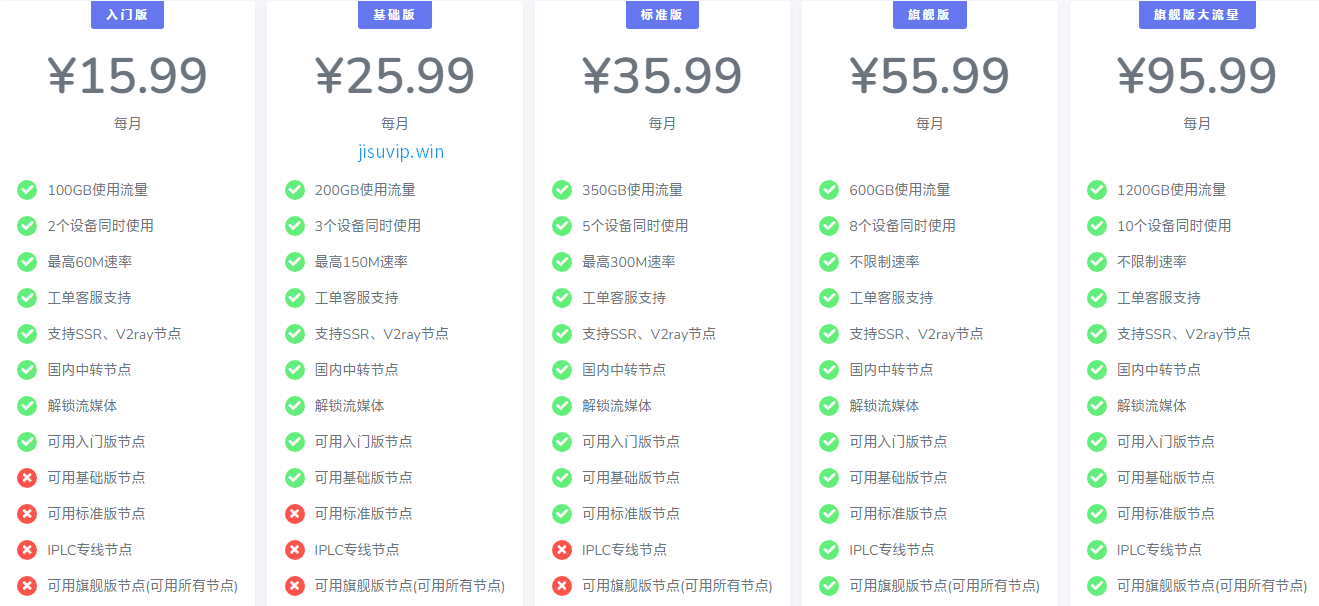 入门版
¥15.99
每月
100GB使用流量
2个设备同时使用
最高60M速率
工单客服支持
支持SSR、V2ray节点
国内中转节点
解锁流媒体
可用入门版节点
可用基础版节点
可用标准版节点
IPLC专线节点
可用旗舰版节点(可用所有节点)
基础版
¥25.99
每月
jisuvip.win
200GB使用流量
3个设备同时使用
最高150M速率
工单客服支持
支持SSR、V2ray节点
国内中转节点
解锁流媒体
可用入门版节点
可用基础版节点
可用标准版节点
IPLC专线节点
可用旗舰版节点(可用所有节点)
标准版
¥35.99
每月
350GB使用流量
5个设备同时使用
最高300M速率
工单客服支持
支持SSR、V2ray节点
国内中转节点
解锁流媒体
可用入门版节点
可用基础版节点
可用标准版节点
IPLC专线节点
可用旗舰版节点(可用所有节点)
旗舰版
¥55.99
每月
600GB使用流量
8个设备同时使用
不限制速率
工单客服支持
支持SSR、V2ray节点
国内中转节点
解锁流媒体
可用入门版节点
可用基础版节点
可用标准版节点
IPLC专线节点
可用旗舰版节点(可用所有节点)
旗舰版大流星
¥95.99
每月
1200GB使用流量
10个设备同时使用
不限制速率
工单客服支持
支持SSR、V2ray节点
国内中转节点
解锁流媒体
可用入门版节点
可用基础版节点
可用标准版节点
IPLC专线节点
可用旗舰版节点(可用所有节点)